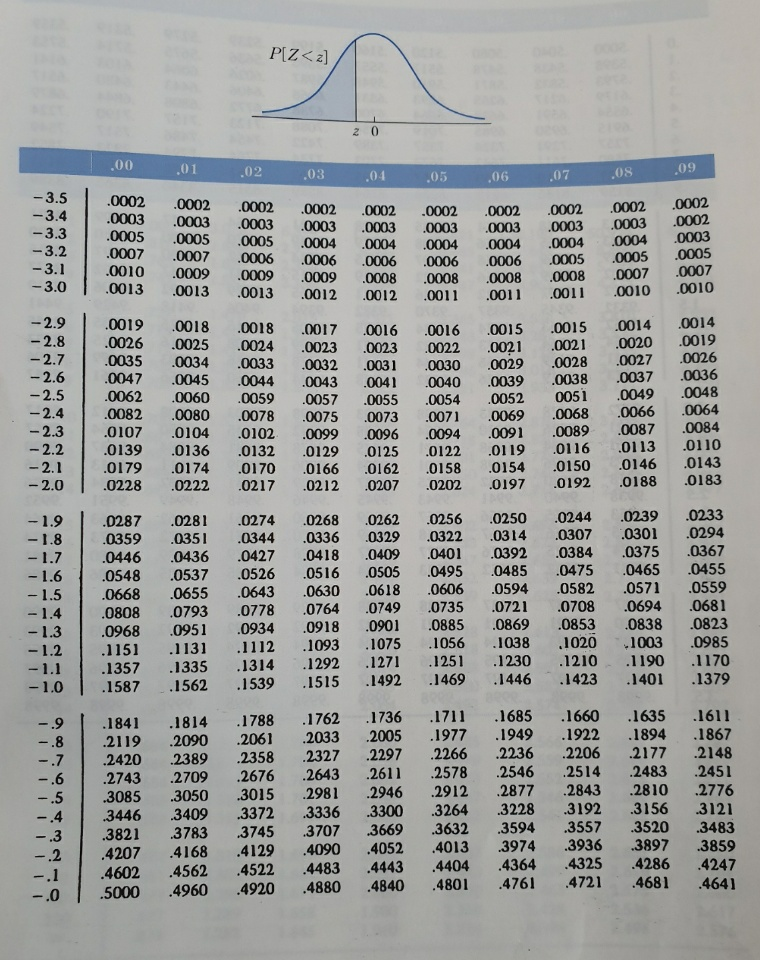 P[Z<z]
z 0
.00 .01 .02 .03 .04 .05 .06 .07 .08 .09
−3.5 .0002 .0002 .0002 .0002 .0002 .0002 .0002 .0002 .0002 .0002
−3.4 .0003 .0003 .0003 .0003 .0003 .0003 .0003 .0003 .0003 .0002
−3.3 .0005 .0005 .0005 .0004 .0004 .0004 .0004 .0004 .0004 .0003
−3.2 .0007 .0007 .0006 .0006 .0006 .0006 .0006 .0005 .0005 .0005
−3.1 .0010 .0009 .0009 .0009 .0008 .0008 .0008 .0008 .0007 .0007
−3.0 .0013 .0013 .0013 .0012 .0012 .0011 .0011 .0011 .0010 .0010
−2.9 .0019 .0018 .0018 .0017 .0016 .0016 .0015 .0015 .0014 .0014
−2.8 .0026 .0025 .0024 .0023 .0023 .0022 .0021 .0021 .0020 .0019
−2.7 .0035 .0034 .0033 .0032 .0031 .0030 .0029 .0028 .0027 .0026
−2.6 .0047 .0045 .0044 .0043 .0041 .0040 .0039 .0038 .0037 .0036
−2.5 .0062 .0060 .0059 .0057 .0055 .0054 .0052 0051 .0049 .0048
−2.4 .0082 .0080 .0078 .0075 .0073 .0071 .0069 .0068 .0066 .0064
−2.3 .0107 .0104 .0102 .0099 .0096 .0094 .0091 .0089 .0087 .0084
−2.2 .0139 .0136 .0132 .0129 .0125 .0122 .0119 .0116 .0113 .0110
−2.1 .0179 .0174 .0170 .0166 .0162 .0158 .0154 .0150 .0146 .0143
−2.0 .0228 .0222 .0217 .0212 .0207 .0202 .0197 .0192 .0188 .0183
−1.9 .0287 .0281 .0274 .0268 .0262 .0256 .0250 .0244 .0239 .0233
−1.8 .0359 .0351 .0344 .0336 .0329 .0322 .0314 .0307 .0301 .0294
−1.7 .0446 .0436 .0427 .0418 .0409 .0401 .0392 .0384 .0375 .0367
−1.6 .0548 .0537 .0526 .0516 .0505 .0495 .0485 .0475 .0465 .0455
−1.5 .0668 .0655 .0643 .0630 .0618 .0606 .0594 .0582 .0571 .0559
−1.4 .0808 .0793 .0778 .0764 .0749 .0735 .0721 .0708 .0694 .0681
−1.3 .0968 .0951 .0934 .0918 .0901 .0885 .0869 .0853 .0838 .0823
−1.2 .1151 .1131 .1112 .1093 .1075 .1056 .1038 .1020 .1003 .0985
−1.1 .1357 .1335 .1314 .1292 .1271 .1251 .1230 .1210 .1190 .1170
−1.0 .1587 .1562 .1539 .1515 .1492 .1469 .1446 .1423 .1401 .1379
−.9 .1841 .1814 .1788 .1762 .1736 .1711 .1685 .1660 .1635 .1611
−.8 .2119 .2090 .2061 .2033 .2005 .1977 .1949 .1922 .1894 .1867
−.7 .2420 .2389 .2358 .2327 .2297 .2266 .2236 .2206 .2177 .2148
−.6 .2743 .2709 .2676 .2643 .2611 .2578 .2546 .2514 .2483 .2451
−.5 .3085 .3050 .3015 .2981 .2946 .2912 .2877 .2843 .2810 .2776
−.4 .3446 .3409 .3372 .3336 .3300 .3264 .3228 .3192 .3156 .3121
−.3 .3821 .3783 .3745 .3707 .3669 .3632 .3594 .3557 .3520 .3483
−.2 .4207 .4168 .4129 .4090 .4052 .4013 .3974 .3936 .3897 .3859
−.1 .4602 .4562 .4522 .4483 .4443 .4404 .4364 .4325 .4286 .4247
−.0 .5000 .4960 .4920 .4880 .4840 .4801 .4761 .4721 .4681 .4641